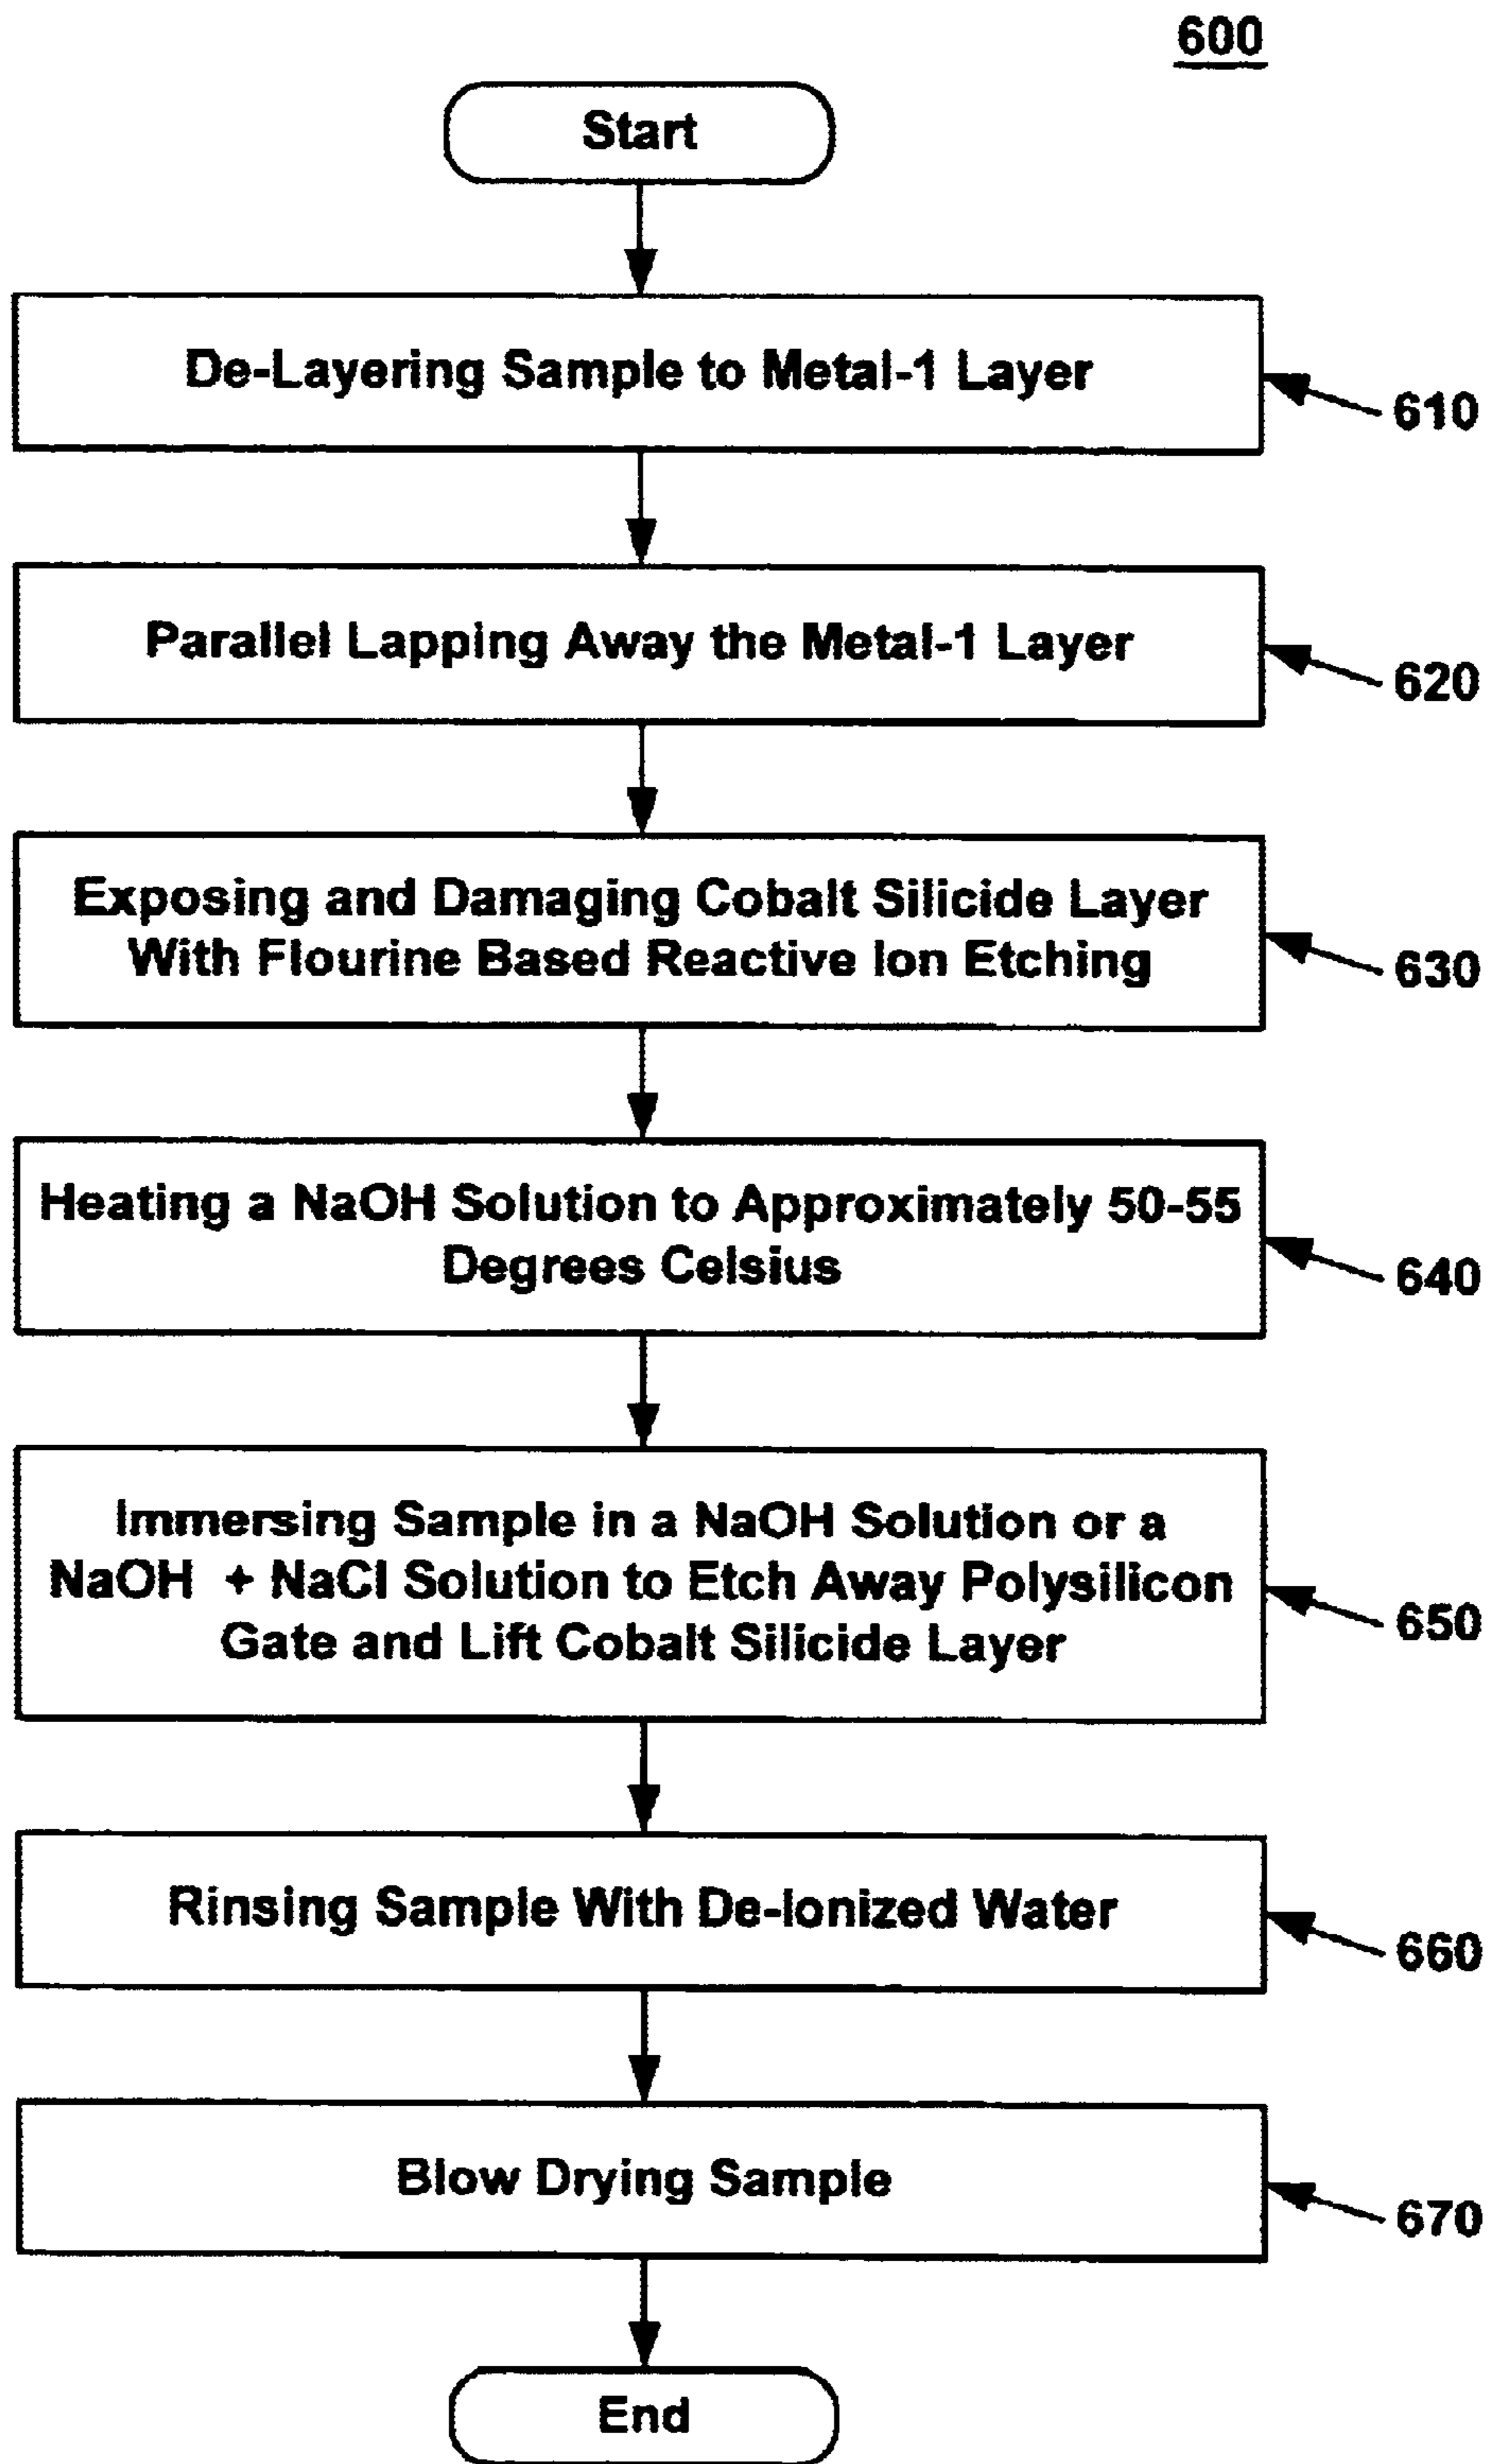 600
Start
De-Layering Sample to Metal-1 Layer
610
Parallel Lapping Away the Metal-1 Layer
620
Exposing and Damaging Cobalt Silicide Layer
With Flourine Based Reactive Ion Etching
630
Heating a NaOH Solution to Approximately 50-55
Degrees Celsius
640
Immersing Sample in a NaOH Solution or a
NaOH + NaCl Solution to Etch Away Polysilicon
Gate and Lift Cobalt Silicide Layer
650
Rinsing Sample With De-Ionized Water
660
Blow Drying Sample
670
End